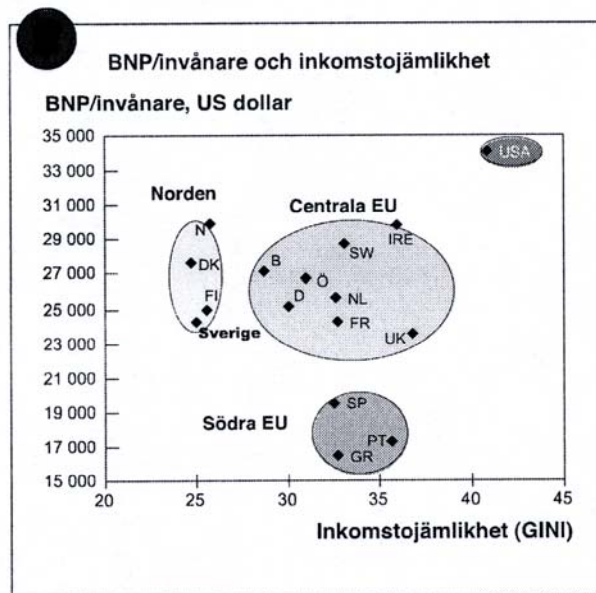 BNP/invånare och inkomstojämlikhet
BNP/invånare, US dollar
35 000
33 000
31 000
29 000
27 000
25 000
23 000
21 000
19 000
17 000
15 000
USA
Norden
Centrala EU
N
IRE
SW
DK
B
Ö
FI
D
NL
Sverige
FR
UK
Södra EU
SP
PT
GR
20
25
30
35
40
45
Inkomstojämlikhet (GINI)